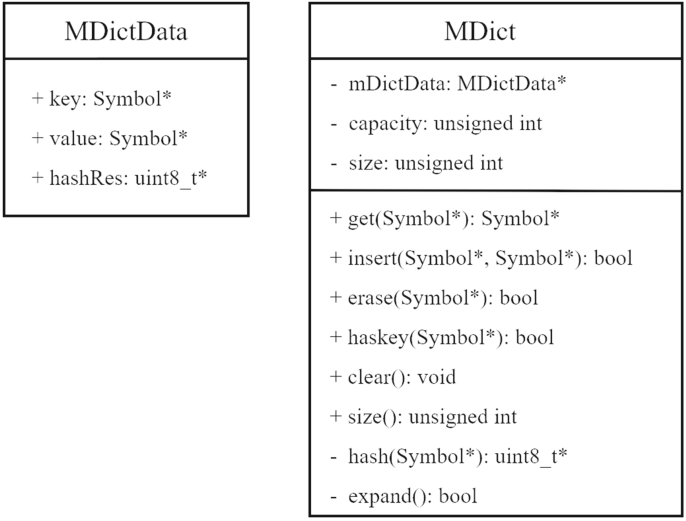 MDictData
+ key: Symbol*
+ value: Symbol*
+ hashRes: uint8_t*
MDict
- mDictData: MDictData*
- capacity: unsigned int
- size: unsigned int
+ get(Symbol*): Symbol*
+ insert(Symbol*, Symbol*): bool
+ erase(Symbol*): bool
+ haskey(Symbol*): bool
+ clear(): void
+ size(): unsigned int
- hash(Symbol*): uint8_t*
- expand(): bool